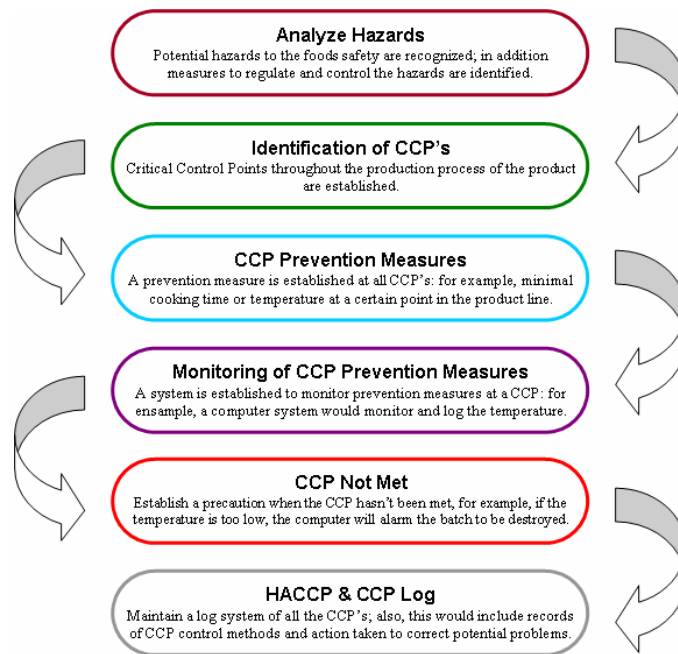 Analyze Hazards
Potential hazards to the foods safety are recognized; in addition
measures to regulate and control the hazards are identified.
Identification of CCP's
Critical Control Points throughout the production process of the product
are established.
CCP Prevention Measures
A prevention measure is established at all CCP's: for example, minimal
cooking time or temperature at a certain point in the product line.
Monitoring of CCP Prevention Measures
A system is established to monitor prevention measures at a CCP: for
ensample, a computer system would monitor and log the temperature.
CCP Not Met
Establish a precaution when the CCP hasn't been met, for example, if the
temperature is too low, the computer will alarm the batch to be destroyed.
HACCP & CCP Log
Maintain a log system of all the CCP's; also, this would include records
of CCP control methods and action taken to correct potential problems.